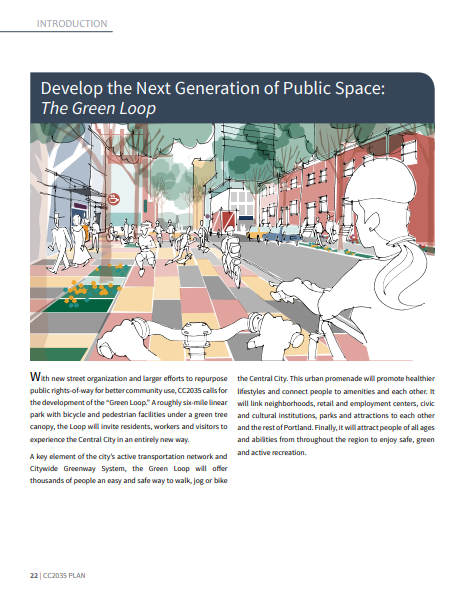 INTRODUCTION
Develop the Next Generation of Public Space:
The Green Loop
With new street organization and larger efforts to repurpose
public rights-of-way for better community use, CC2035 calls for
the development of the “Green Loop.” A roughly six-mile linear
park with bicycle and pedestrian facilities under a green tree
canopy, the Loop will invite residents, workers and visitors to
experience the Central City in an entirely new way.
A key element of the city’s active transportation network and
Citywide Greenway System, the Green Loop will offer
thousands of people an easy and safe way to walk, jog or bike
the Central City. This urban promenade will promote healthier
lifestyles and connect people to amenities and each other. It
will link neighborhoods, retail and employment centers, civic
and cultural institutions, parks and attractions to each other
and the rest of Portland. Finally, it will attract people of all ages
and abilities from throughout the region to enjoy safe, green
and active recreation.
22 | CC2035 PLAN